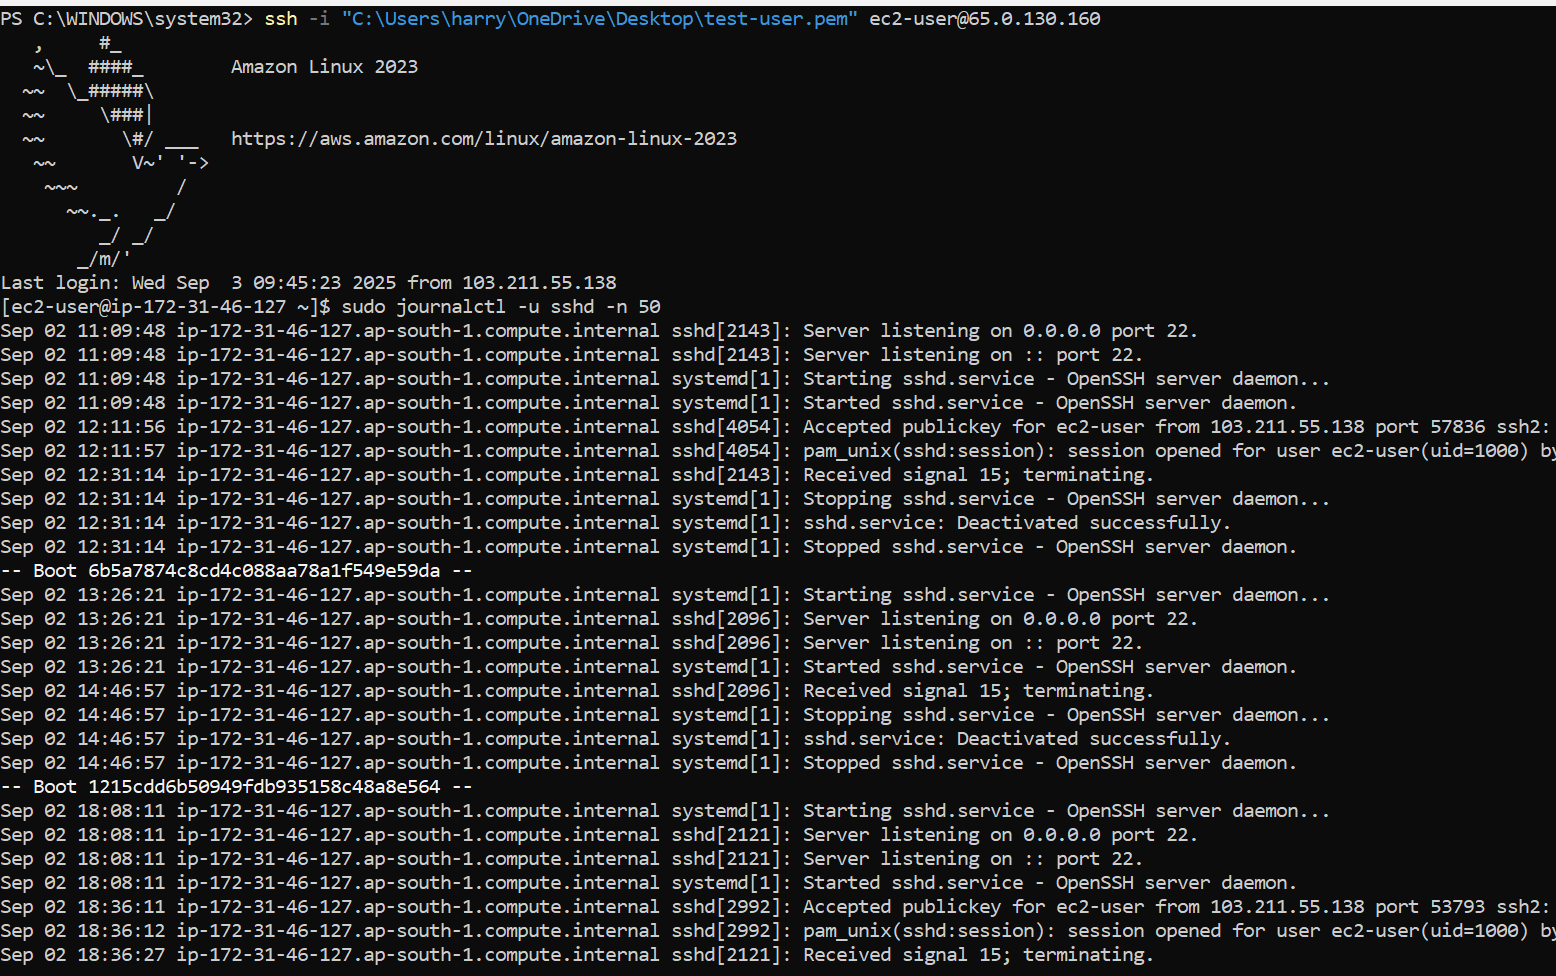 PS C:\WINDOWS\system32> ssh -i "C:\Users\harry\OneDrive\Desktop\test-user.pem" ec2-user@65.0.130.160
   ,     #_
   ~\_  ####_        Amazon Linux 2023
  ~~  \_#####\
  ~~     \###|
  ~~       \#/ ___   https://aws.amazon.com/linux/amazon-linux-2023
   ~~       V~' '->
    ~~~         /
      ~~._.   _/
         _/ _/
       _/m/'
Last login: Wed Sep  3 09:45:23 2025 from 103.211.55.138
[ec2-user@ip-172-31-46-127 ~]$ sudo journalctl -u sshd -n 50
Sep 02 11:09:48 ip-172-31-46-127.ap-south-1.compute.internal sshd[2143]: Server listening on 0.0.0.0 port 22.
Sep 02 11:09:48 ip-172-31-46-127.ap-south-1.compute.internal sshd[2143]: Server listening on :: port 22.
Sep 02 11:09:48 ip-172-31-46-127.ap-south-1.compute.internal systemd[1]: Starting sshd.service - OpenSSH server daemon...
Sep 02 11:09:48 ip-172-31-46-127.ap-south-1.compute.internal systemd[1]: Started sshd.service - OpenSSH server daemon.
Sep 02 12:11:56 ip-172-31-46-127.ap-south-1.compute.internal sshd[4054]: Accepted publickey for ec2-user from 103.211.55.138 port 57836 ssh2:
Sep 02 12:11:57 ip-172-31-46-127.ap-south-1.compute.internal sshd[4054]: pam_unix(sshd:session): session opened for user ec2-user(uid=1000) by
Sep 02 12:31:14 ip-172-31-46-127.ap-south-1.compute.internal sshd[2143]: Received signal 15; terminating.
Sep 02 12:31:14 ip-172-31-46-127.ap-south-1.compute.internal systemd[1]: Stopping sshd.service - OpenSSH server daemon...
Sep 02 12:31:14 ip-172-31-46-127.ap-south-1.compute.internal systemd[1]: sshd.service: Deactivated successfully.
Sep 02 12:31:14 ip-172-31-46-127.ap-south-1.compute.internal systemd[1]: Stopped sshd.service - OpenSSH server daemon.
-- Boot 6b5a7874c8cd4c088aa78a1f549e59da --
Sep 02 13:26:21 ip-172-31-46-127.ap-south-1.compute.internal systemd[1]: Starting sshd.service - OpenSSH server daemon...
Sep 02 13:26:21 ip-172-31-46-127.ap-south-1.compute.internal sshd[2096]: Server listening on 0.0.0.0 port 22.
Sep 02 13:26:21 ip-172-31-46-127.ap-south-1.compute.internal sshd[2096]: Server listening on :: port 22.
Sep 02 13:26:21 ip-172-31-46-127.ap-south-1.compute.internal systemd[1]: Started sshd.service - OpenSSH server daemon.
Sep 02 14:46:57 ip-172-31-46-127.ap-south-1.compute.internal sshd[2096]: Received signal 15; terminating.
Sep 02 14:46:57 ip-172-31-46-127.ap-south-1.compute.internal systemd[1]: Stopping sshd.service - OpenSSH server daemon...
Sep 02 14:46:57 ip-172-31-46-127.ap-south-1.compute.internal systemd[1]: sshd.service: Deactivated successfully.
Sep 02 14:46:57 ip-172-31-46-127.ap-south-1.compute.internal systemd[1]: Stopped sshd.service - OpenSSH server daemon.
-- Boot 1215cdd6b50949fdb935158c48a8e564 --
Sep 02 18:08:11 ip-172-31-46-127.ap-south-1.compute.internal systemd[1]: Starting sshd.service - OpenSSH server daemon...
Sep 02 18:08:11 ip-172-31-46-127.ap-south-1.compute.internal sshd[2121]: Server listening on 0.0.0.0 port 22.
Sep 02 18:08:11 ip-172-31-46-127.ap-south-1.compute.internal sshd[2121]: Server listening on :: port 22.
Sep 02 18:08:11 ip-172-31-46-127.ap-south-1.compute.internal systemd[1]: Started sshd.service - OpenSSH server daemon.
Sep 02 18:36:11 ip-172-31-46-127.ap-south-1.compute.internal sshd[2992]: Accepted publickey for ec2-user from 103.211.55.138 port 53793 ssh2:
Sep 02 18:36:12 ip-172-31-46-127.ap-south-1.compute.internal sshd[2992]: pam_unix(sshd:session): session opened for user ec2-user(uid=1000) by
Sep 02 18:36:27 ip-172-31-46-127.ap-south-1.compute.internal sshd[2121]: Received signal 15; terminating.